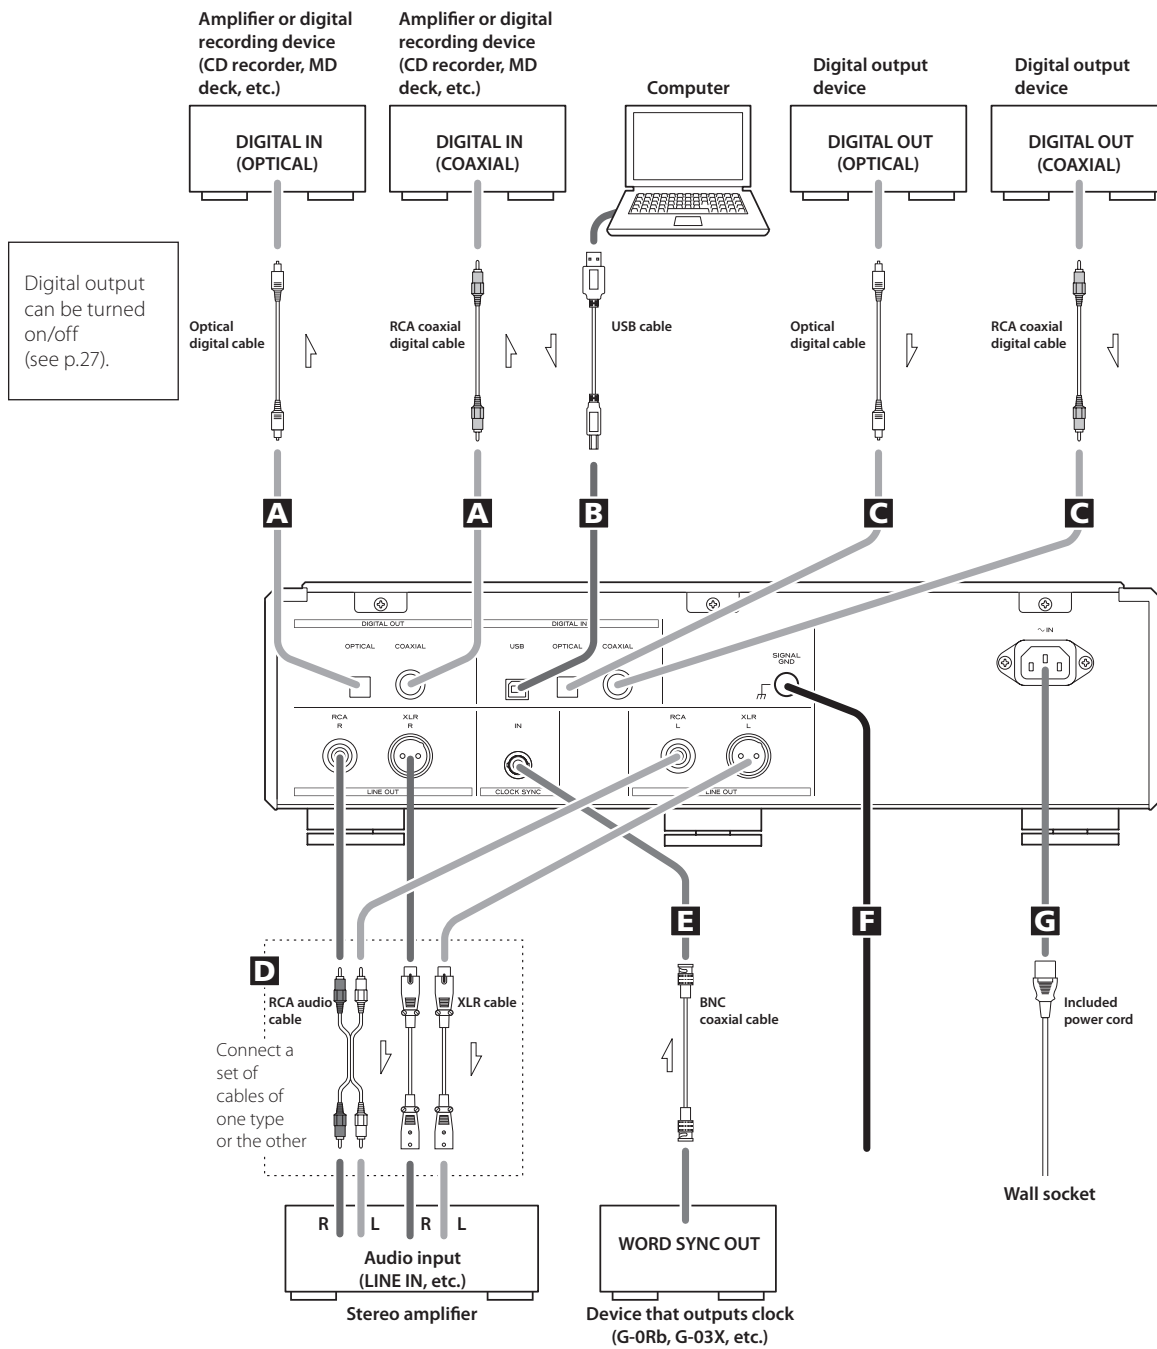 Amplifier or digital
recording device
(CD recorder, MD
deck, etc.)
Amplifier or digital
recording device
(CD recorder, MD
deck, etc.)
Computer
Digital output
device
Digital output
device
DIGITAL IN
(OPTICAL)
DIGITAL IN
(COAXIAL)
DIGITAL OUT
(OPTICAL)
DIGITAL OUT
(COAXIAL)
Digital output
can be turned
on/off
(see p.27).
Optical
digital cable
RCA coaxial
digital cable
USB cable
Optical
digital cable
RCA coaxial
digital cable
A
A
B
C
C
DIGITAL OUT
DIGITAL IN
OPTICAL
COAXIAL
USB
OPTICAL
COAXIAL
SIGNAL
GND
~ IN
RCA
R
XLR
R
IN
RCA
L
XLR
L
LINE OUT
CLOCK SYNC
LINE OUT
D
E
F
G
RCA audio
cable
XLR cable
BNC
coaxial cable
Included
power cord
Connect a
set of
cables of
one type
or the other
Wall socket
R
L
R
L
Audio input
(LINE IN, etc.)
WORD SYNC OUT
Stereo amplifier
Device that outputs clock
(G-0Rb, G-03X, etc.)